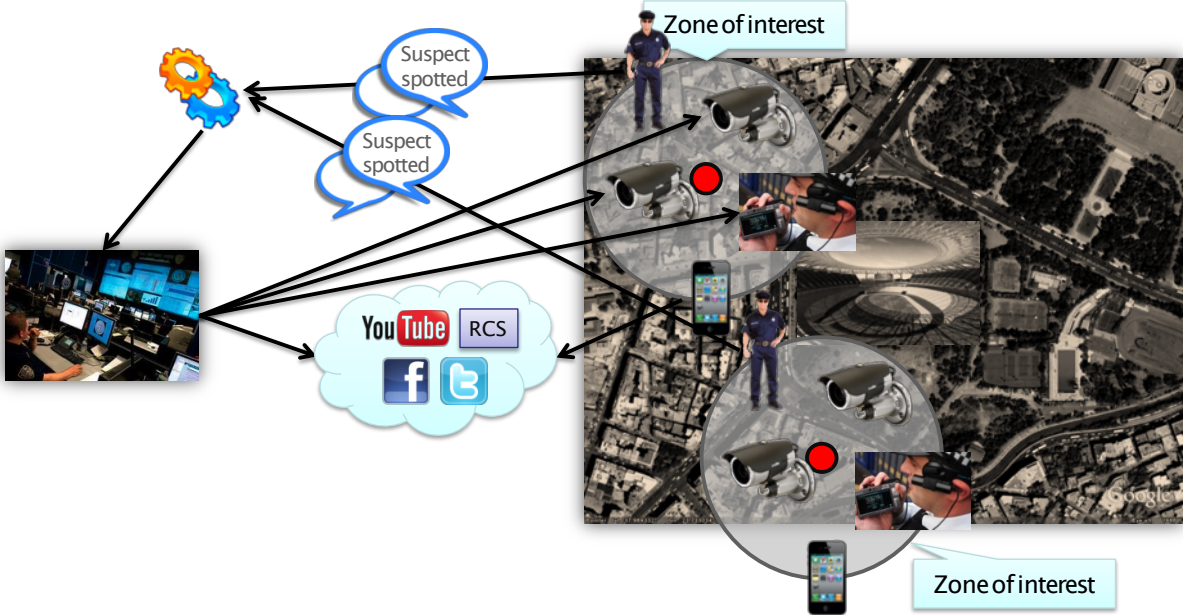 Zone of interest
Suspect
spotted
Suspect
spotted
YouTube
RCS
f
t
Google
Zone of interest